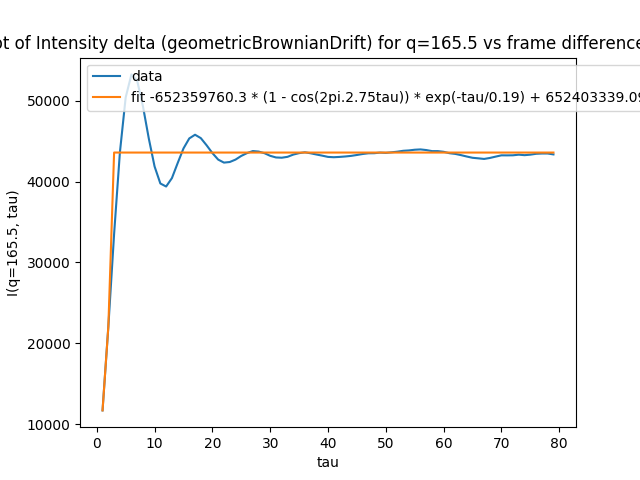 ot of Intensity delta (geometricBrownianDrift) for q=165.5 vs frame difference
data
fit -652359760.3 * (1 - cos(2pi.2.75tau)) * exp(-tau/0.19) + 652403339.09
I(q=165.5, tau)
50000
40000
30000
20000
10000
0 10 20 30 40 50 60 70 80
tau